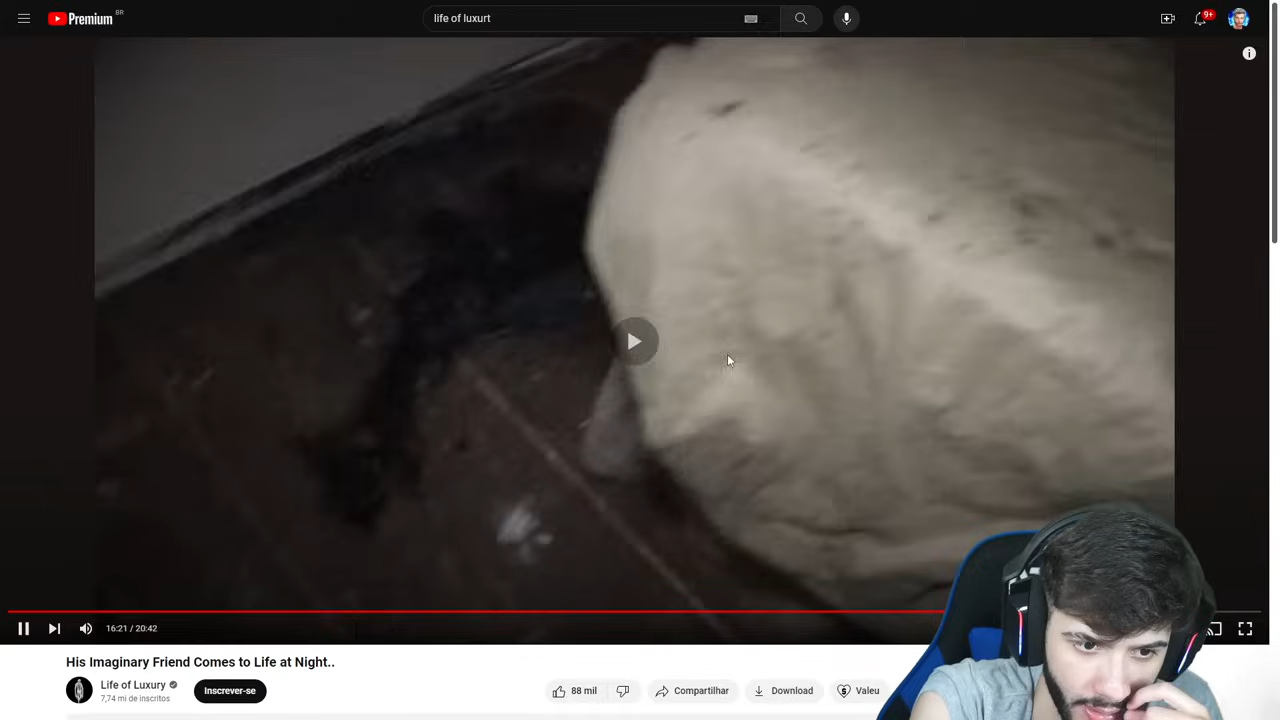 Premium BR
life of luxurt
9+
16:21 / 20:42
His Imaginary Friend Comes to Life at Night..
Life of Luxury
7,74 mi de inscritos
Inscrever-se
88 mil
Compartilhar
Download
Valeu